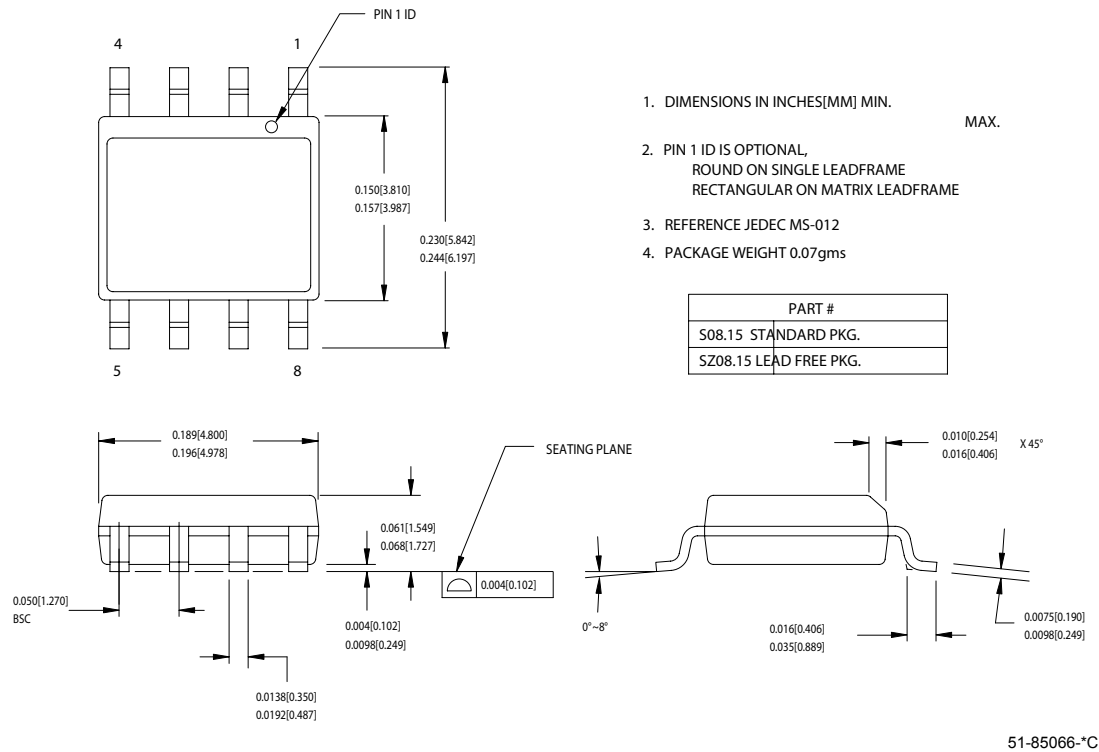 PIN 1 ID
4
1
0.150[3.810]
0.157[3.987]
0.230[5.842]
0.244[6.197]
5
8
1. DIMENSIONS IN INCHES[MM] MIN.
MAX.
2. PIN 1 ID IS OPTIONAL,
ROUND ON SINGLE LEADFRAME
RECTANGULAR ON MATRIX LEADFRAME
3. REFERENCE JEDEC MS-012
4. PACKAGE WEIGHT 0.07gms
PART #
S08.15 STANDARD PKG.
SZ08.15 LEAD FREE PKG.
0.189[4.800]
0.196[4.978]
SEATING PLANE
0.010[0.254]
0.016[0.406]
X 45°
0.061[1.549]
0.068[1.727]
0.004[0.102]
0.050[1.270]
BSC
0.004[0.102]
0.0098[0.249]
0.0138[0.350]
0.0192[0.487]
0°~8°
0.016[0.406]
0.035[0.889]
0.0075[0.190]
0.0098[0.249]
51-85066-*C